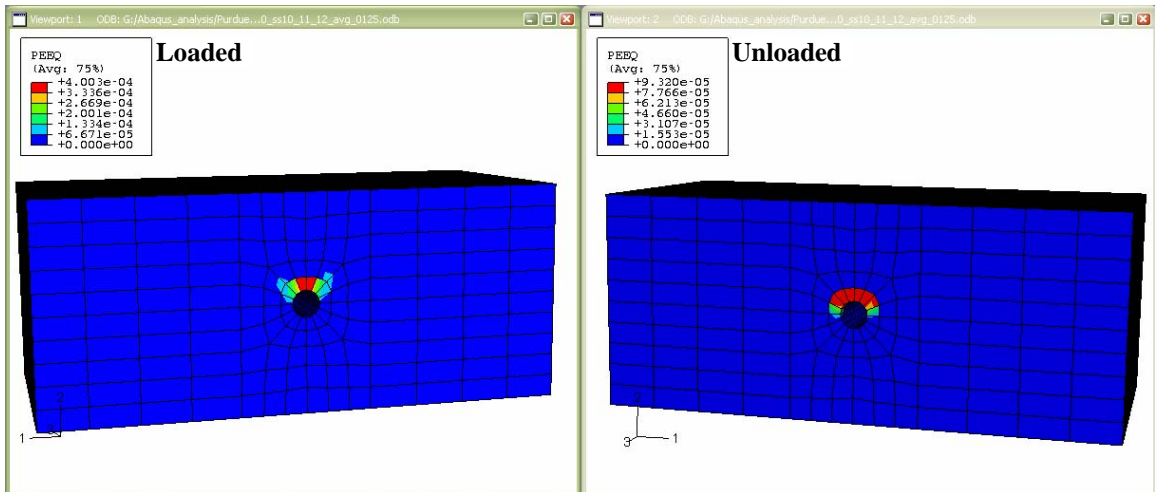 Viewport: 1 ODB: G:/Abaqus_analysis/Purdue...0_ss10_11_12_avg_0125.odb
Loaded
PEEQ
(Avg: 75%)
+4.003e-04
+3.336e-04
+2.669e-04
+2.001e-04
+1.334e-04
+6.671e-05
+0.000e+00
2
1
3
Viewport: 2 ODB: G:/Abaqus_analysis/Purdue...0_ss10_11_12_avg_0125.odb
Unloaded
PEEQ
(Avg: 75%)
+9.320e-05
+7.766e-05
+6.213e-05
+4.660e-05
+3.107e-05
+1.553e-05
+0.000e+00
2
3
1